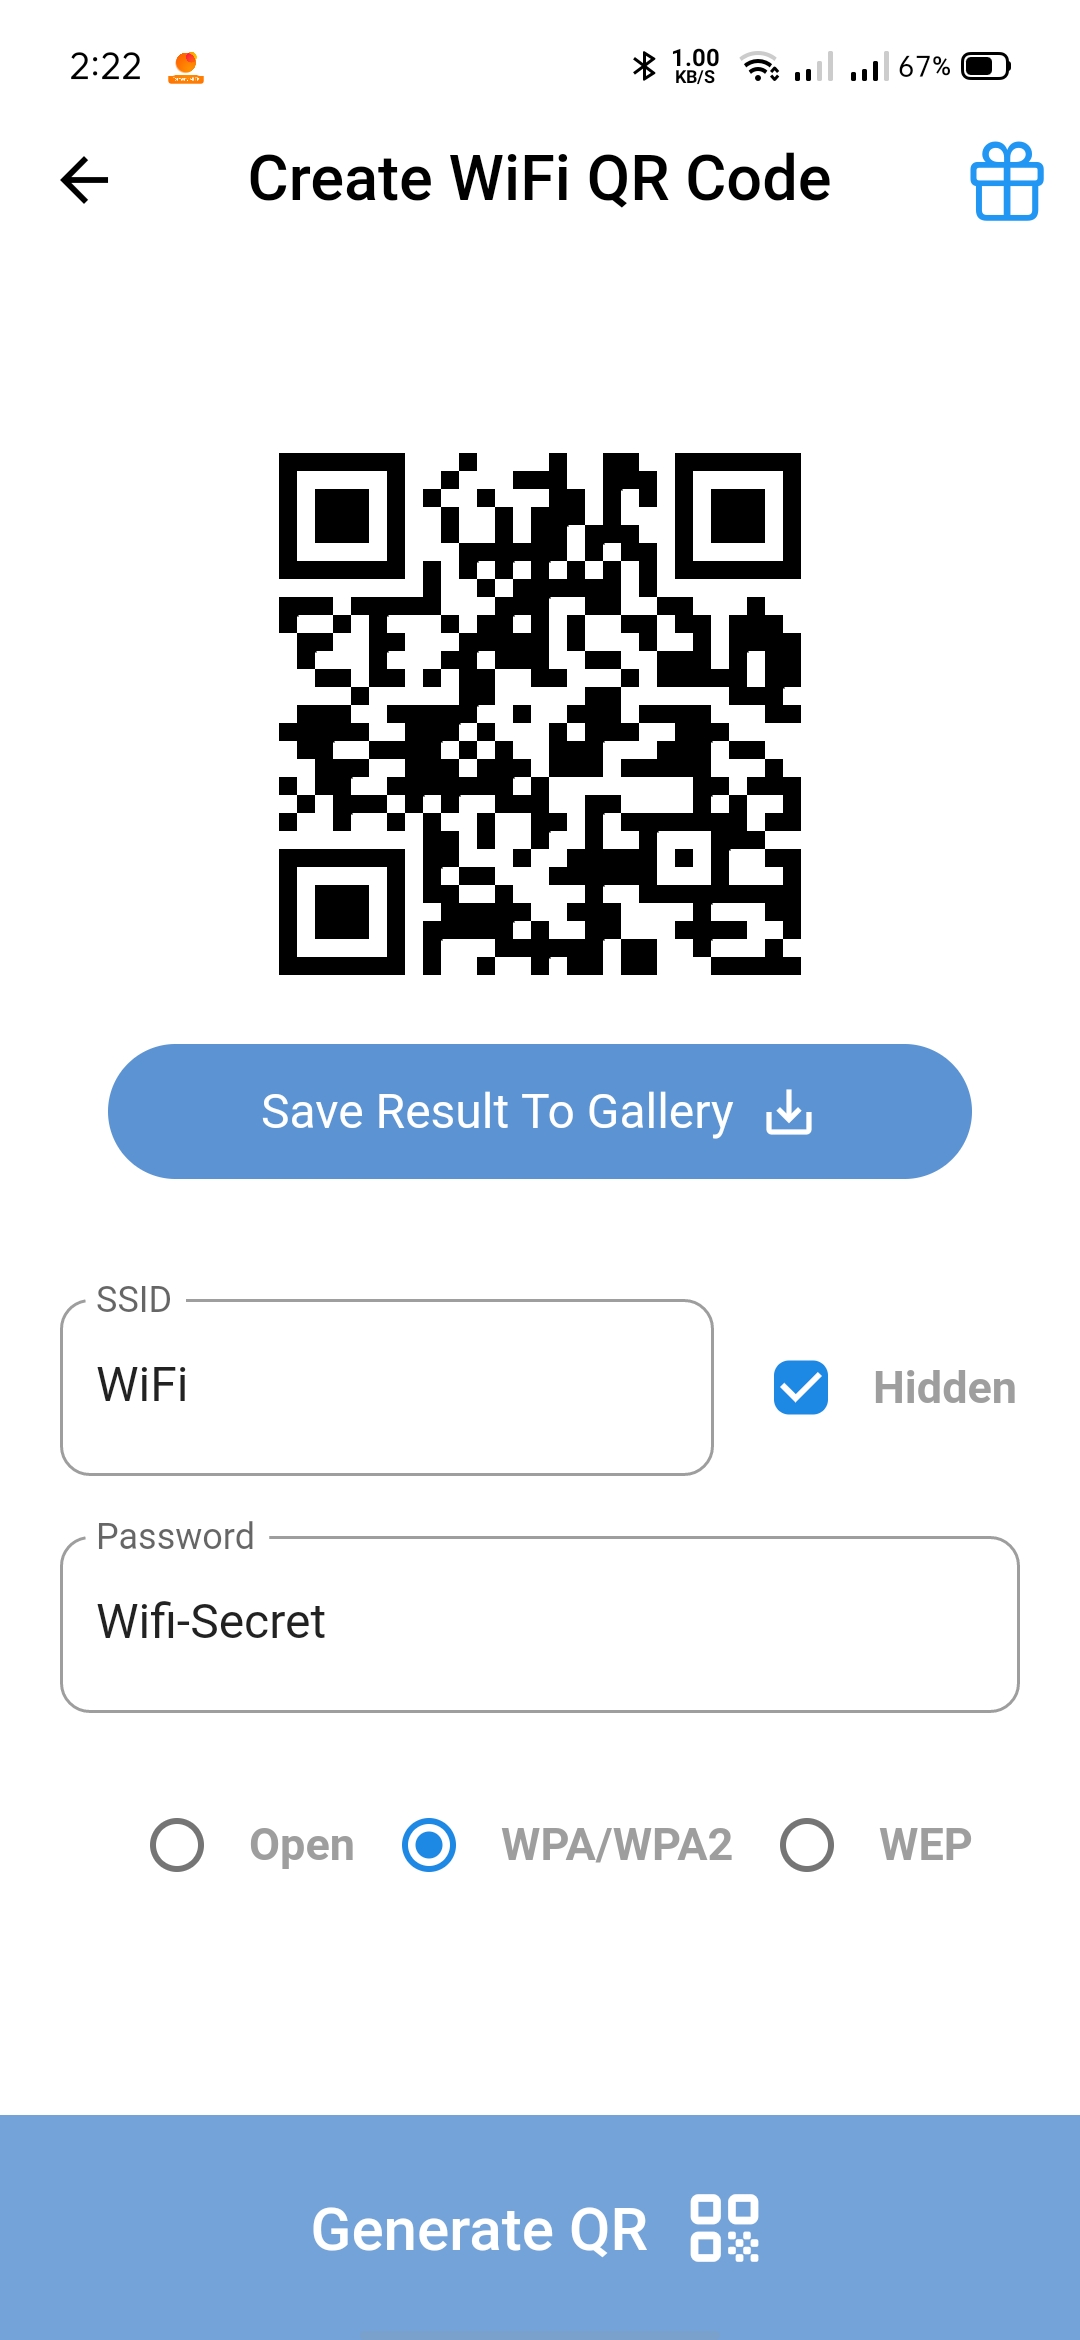 2:22
1.00
KB/S
67%
Create WiFi QR Code
Save Result To Gallery
SSID
WiFi
Hidden
Password
Wifi-Secret
Open
WPA/WPA2
WEP
Generate QR